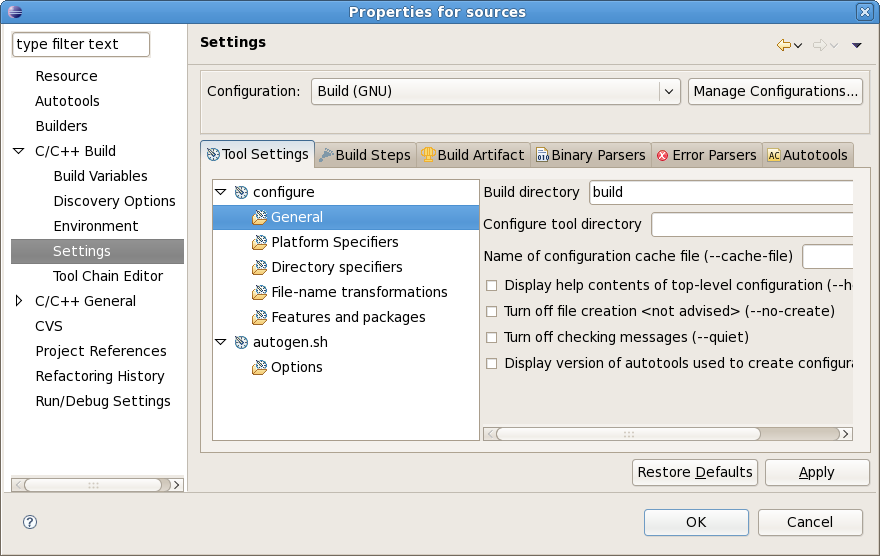 Properties for sources
type filter text
Resource
Autotools
Builders
C/C++ Build
Build Variables
Discovery Options
Environment
Settings
Tool Chain Editor
C/C++ General
CVS
Project References
Refactoring History
Run/Debug Settings
Settings
Configuration: Build (GNU) Manage Configurations...
Tool Settings Build Steps Build Artifact Binary Parsers Error Parsers Autotools
configure
General
Platform Specifiers
Directory specifiers
File-name transformations
Features and packages
autogen.sh
Options
Build directory build
Configure tool directory
Name of configuration cache file (--cache-file)
Display help contents of top-level configuration (--h
Turn off file creation <not advised> (--no-create)
Turn off checking messages (--quiet)
Display version of autotools used to create configura
Restore Defaults Apply
OK Cancel